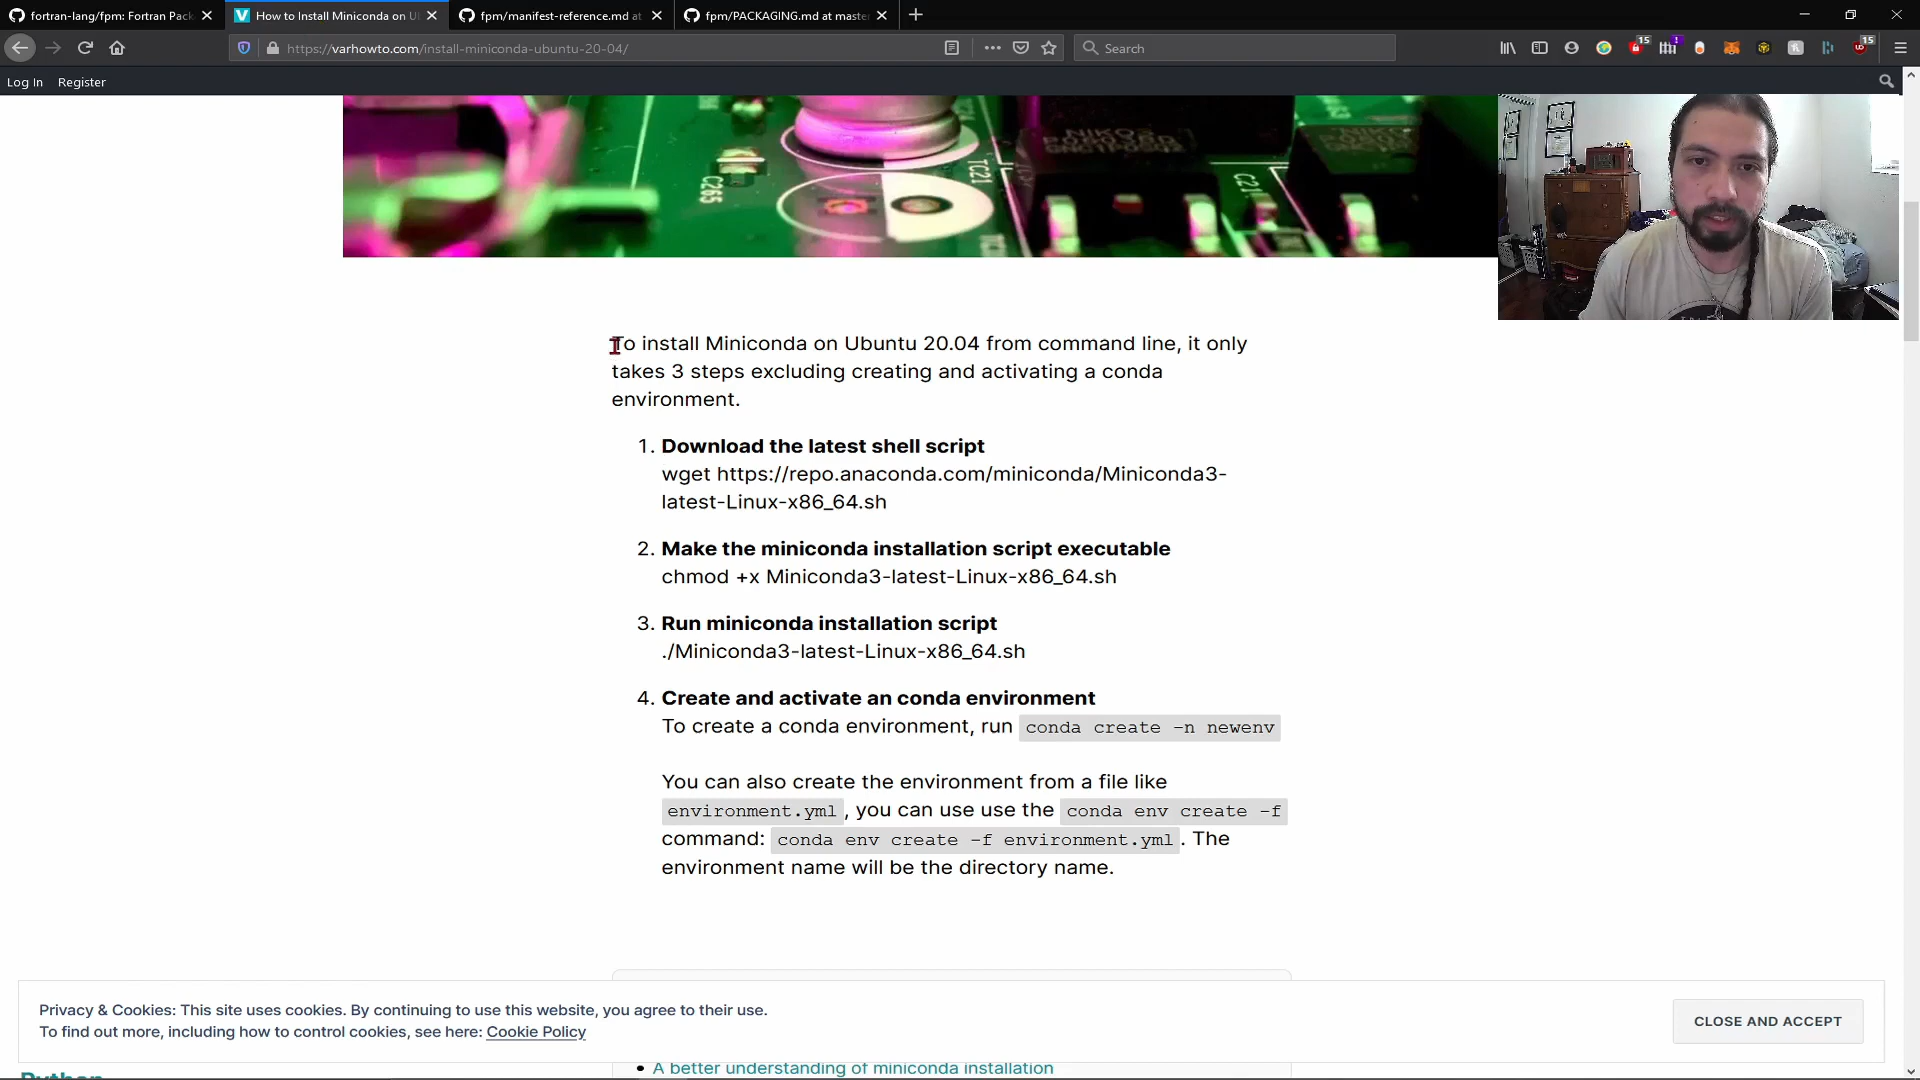 fortran-lang/fpm: Fortran Pack
How to Install Miniconda on U
fpm/manifest-reference.md at
fpm/PACKAGING.md at master
https://varhowto.com/install-miniconda-ubuntu-20-04/
Search
15
15
Log In
Register
C265
TC21
C21
NIKOS
To install Miniconda on Ubuntu 20.04 from command line, it only
takes 3 steps excluding creating and activating a conda
environment.
1. Download the latest shell script
wget https://repo.anaconda.com/miniconda/Miniconda3-
latest-Linux-x86_64.sh
2. Make the miniconda installation script executable
chmod +x Miniconda3-latest-Linux-x86_64.sh
3. Run miniconda installation script
./Miniconda3-latest-Linux-x86_64.sh
4. Create and activate an conda environment
To create a conda environment, run conda create -n newenv
You can also create the environment from a file like
environment.yml, you can use use the conda env create -f
command: conda env create -f environment.yml. The
environment name will be the directory name.
Privacy & Cookies: This site uses cookies. By continuing to use this website, you agree to their use.
To find out more, including how to control cookies, see here: Cookie Policy
CLOSE AND ACCEPT
Python
• A better understanding of miniconda installation